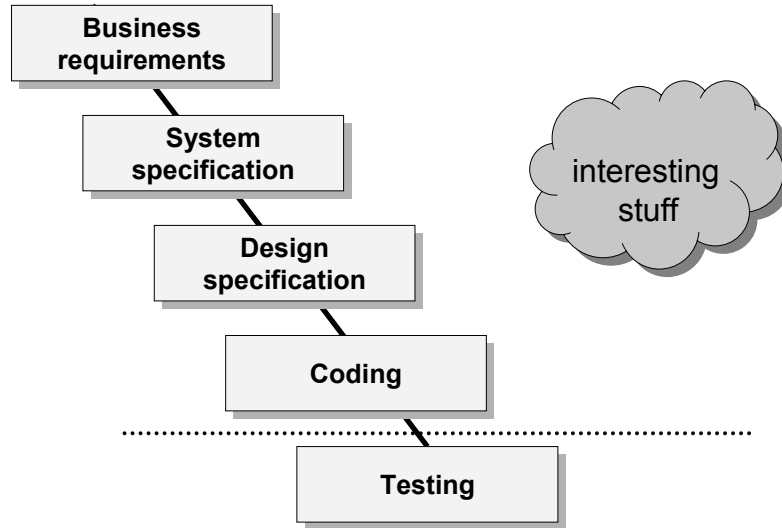 Business
requirements
System
specification
interesting
stuff
Design
specification
Coding
Testing